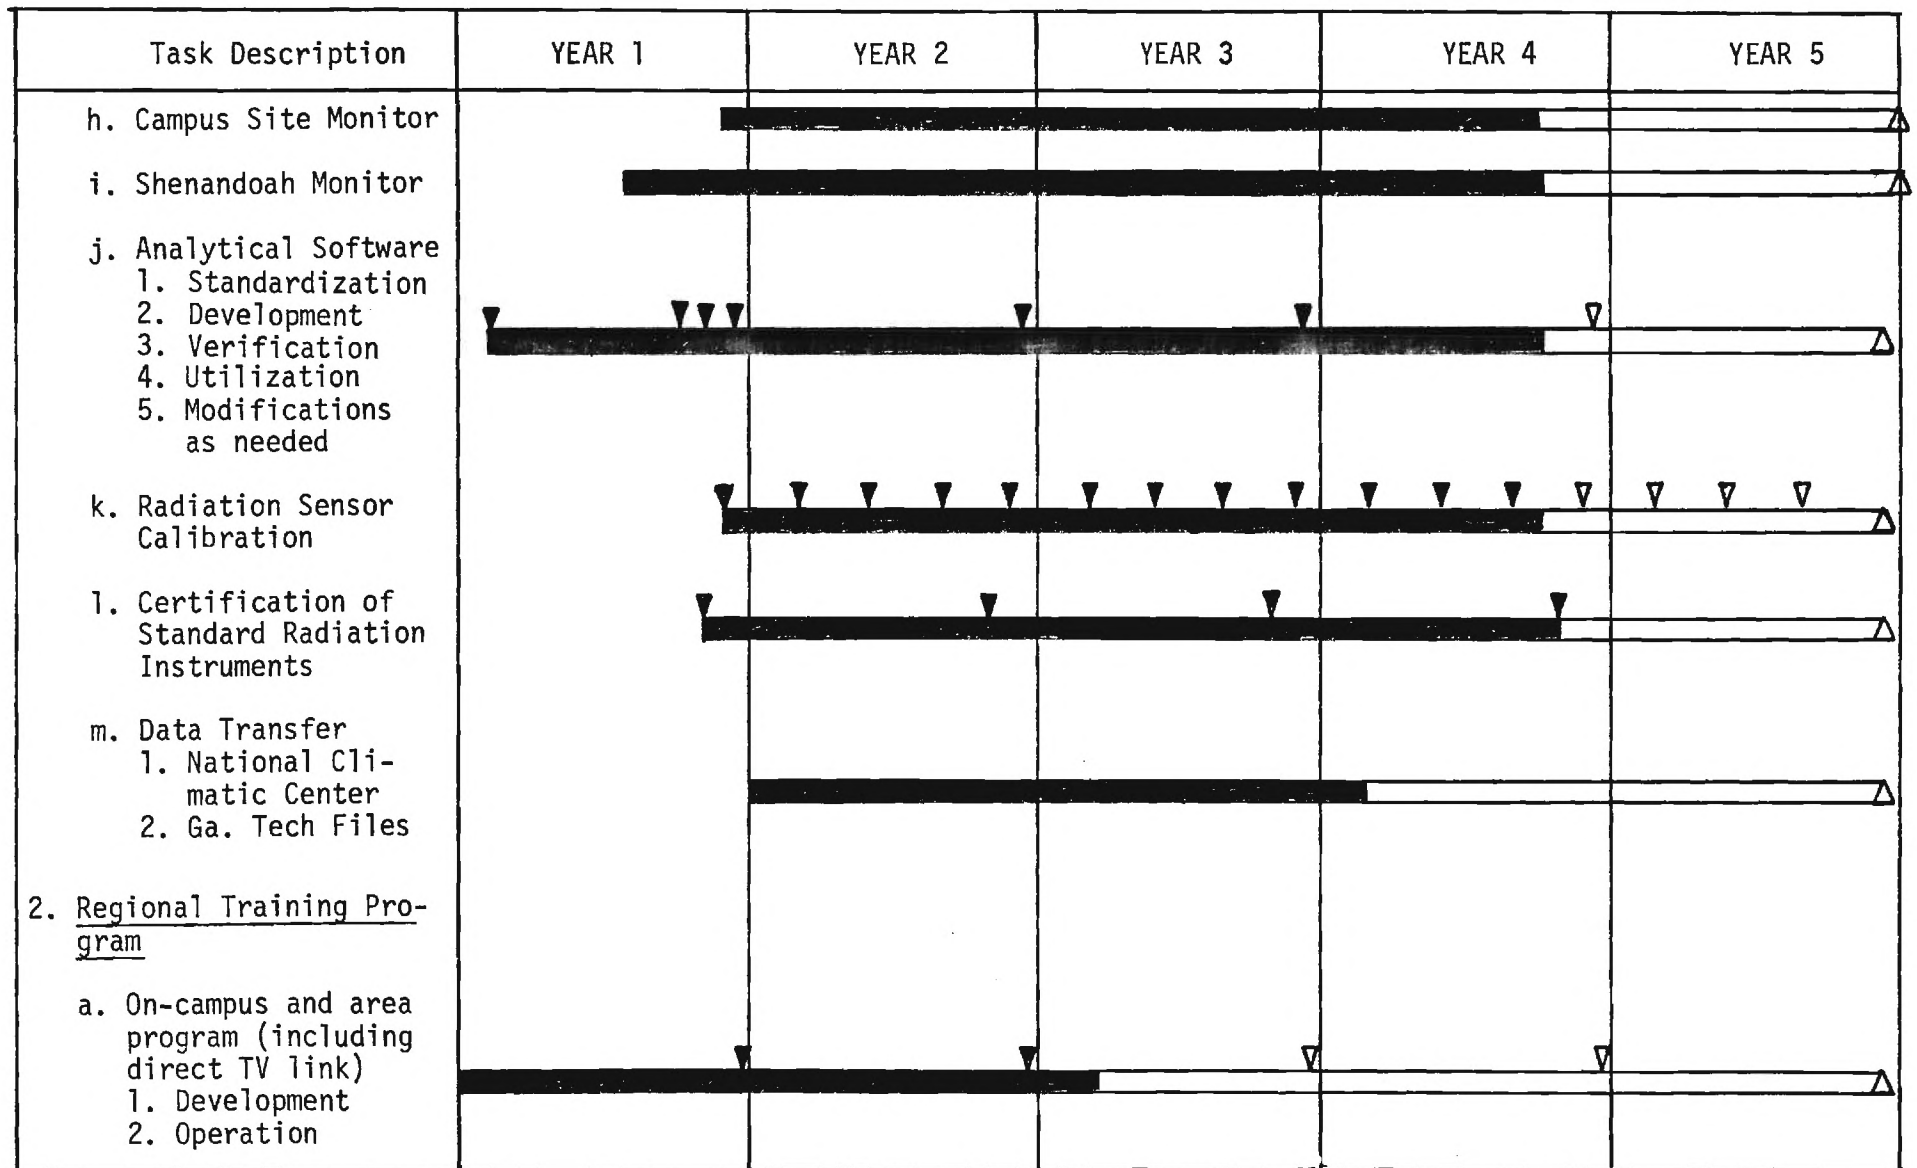 Task Description YEAR 1 YEAR 2 YEAR 3 YEAR 4 YEAR 5
h. Campus Site Monitor
i. Shenandoah Monitor
j. Analytical Software
1. Standardization
2. Development
3. Verification
4. Utilization
5. Modifications
as needed
k. Radiation Sensor
Calibration
l. Certification of
Standard Radiation
Instruments
m. Data Transfer
1. National Cli-
matic Center
2. Ga. Tech Files
2. Regional Training Pro-
gram
a. On-campus and area
program (including
direct TV link)
1. Development
2. Operation